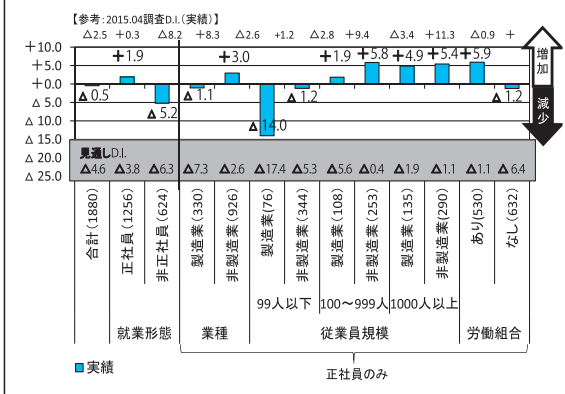 【参考：2015.04調査D.I.（実績）】
△2.5 +0.3 △8.2 +8.3 △2.6 +1.2 △2.8 +9.4 △3.4 +11.3 △0.9 +
+10.0
+5.0
+0.0
△ 5.0
△ 10.0
△ 15.0
△ 20.0
△ 25.0
△ 0.5
+1.9
△ 5.2
△ 1.1
+3.0
△ 14.0
△ 1.2
+1.9
+5.8
+4.9
+5.4
+5.9
△ 1.2
増加
減少
見通しD.I.
△4.6 △3.8 △6.3 △7.3 △2.6 △17.4 △5.3 △5.6 △0.4 △1.9 △1.1 △1.1 △ 6.4
合計（1880）
正社員（1256）
非正社員（624）
製造業（330）
非製造業（926）
製造業(76)
非製造業（344）
製造業（108）
非製造業（253）
製造業（135）
非製造業(290)
あり(530)
なし（632）
99人以下 100～999人 1000人以上
就業形態 業種 従業員規模 労働組合
正社員のみ
実績